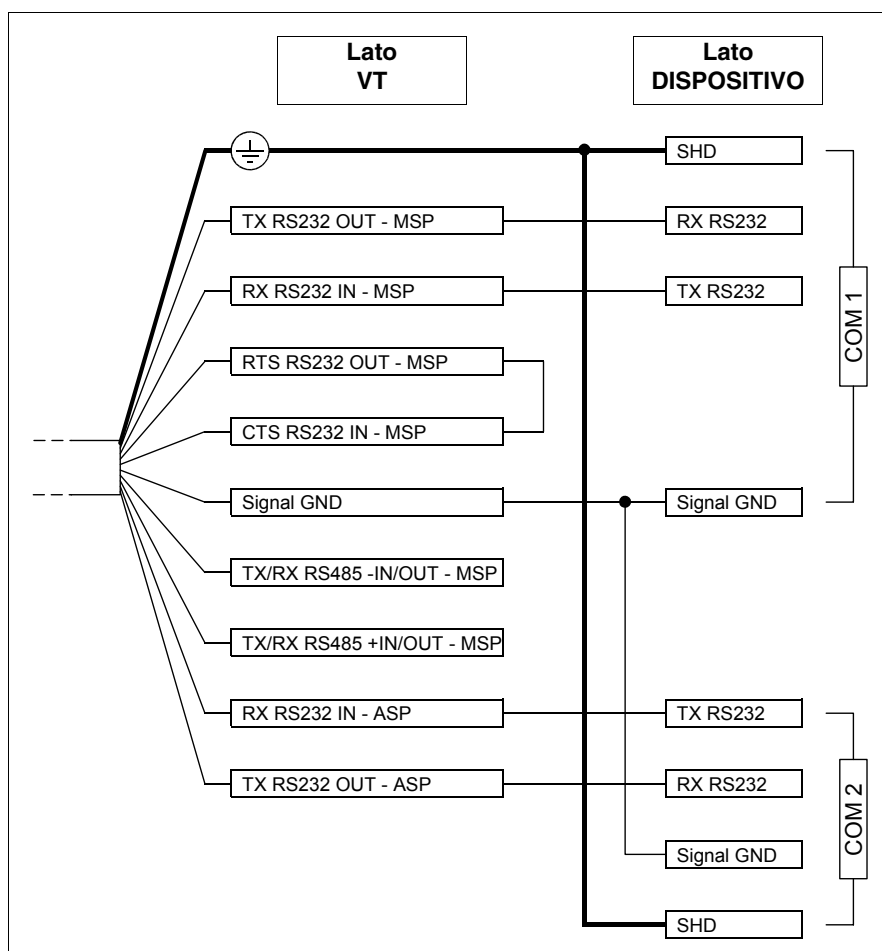 Lato
VT
Lato
DISPOSITIVO
SHD
TX RS232 OUT - MSP
RX RS232
RX RS232 IN - MSP
TX RS232
COM 1
RTS RS232 OUT - MSP
CTS RS232 IN - MSP
Signal GND
Signal GND
TX/RX RS485 -IN/OUT - MSP
TX/RX RS485 +IN/OUT - MSP
RX RS232 IN - ASP
TX RS232
TX RS232 OUT - ASP
RX RS232
COM 2
Signal GND
SHD